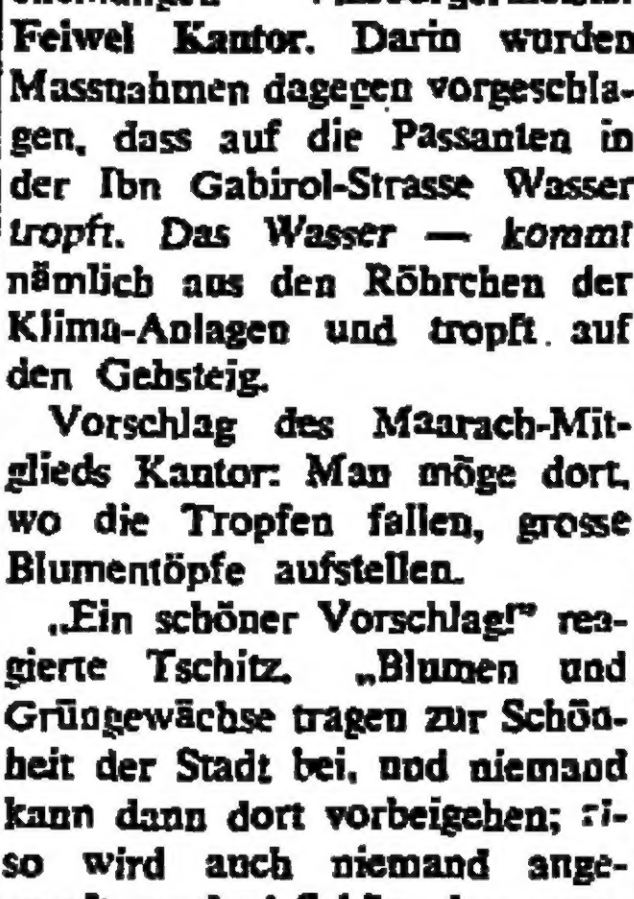 Feiwel Kantor. Darin wurden
Massnahmen dagegen vorgeschla-
gen, dass auf die Passanten in
der Ibn Gabirol-Strasse Wasser
tropft. Das Wasser — kommt
nämlich aus den Röhrchen der
Klima-Anlagen und tropft auf
den Gehsteig.
Vorschlag des Maarach-Mit-
glieds Kantor: Man möge dort,
wo die Tropfen fallen, grosse
Blumentöpfe aufstellen.
„Ein schöner Vorschlag!” rea-
gierte Tschitz. „Blumen und
Grüngewächse tragen zur Schön-
heit der Stadt bei, und niemand
kann dann dort vorbeigehen;
so wird auch niemand ange-